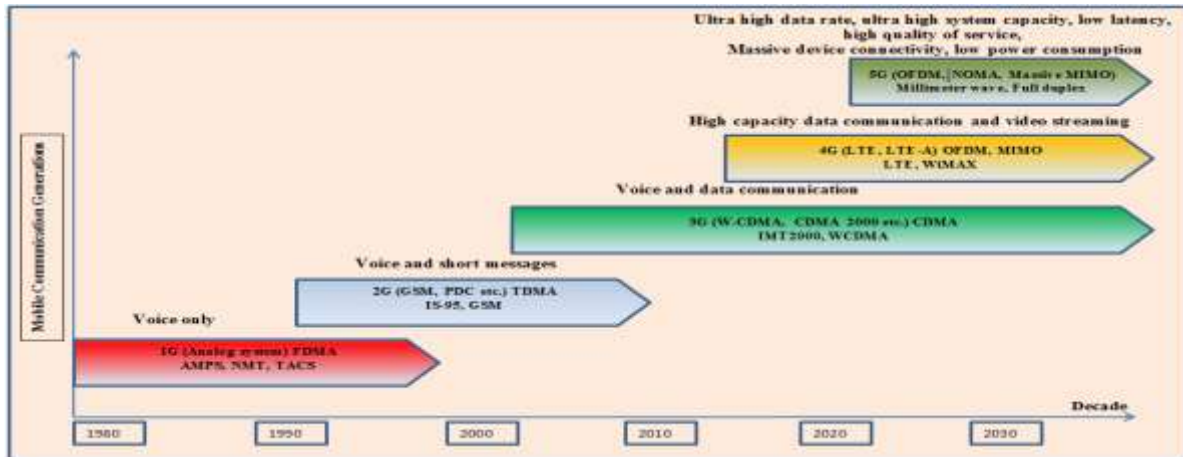 Ultra high data rate, ultra high system capacity, low latency,
high quality of service,
Massive device connectivity, low power consumption
5G (OFDM,|NOMA, Massive MIMO)
Millimeter wave, Full duplex
High capacity data communication and video streaming
4G (LTE, LTE-A) OFDM, MIMO
LTE, WiMAX
Voice and data communication
3G (W-CDMA, CDMA 2000 etc.) CDMA
IMT2000, WCDMA
Voice and short messages
2G (GSM, PDC etc.) TDMA
IS-95, GSM
Voice only
1G (Analog system) FDMA
AMPS, NMT, TACS
Mobile Communication Generations
Decade
1980
1990
2000
2010
2020
2030